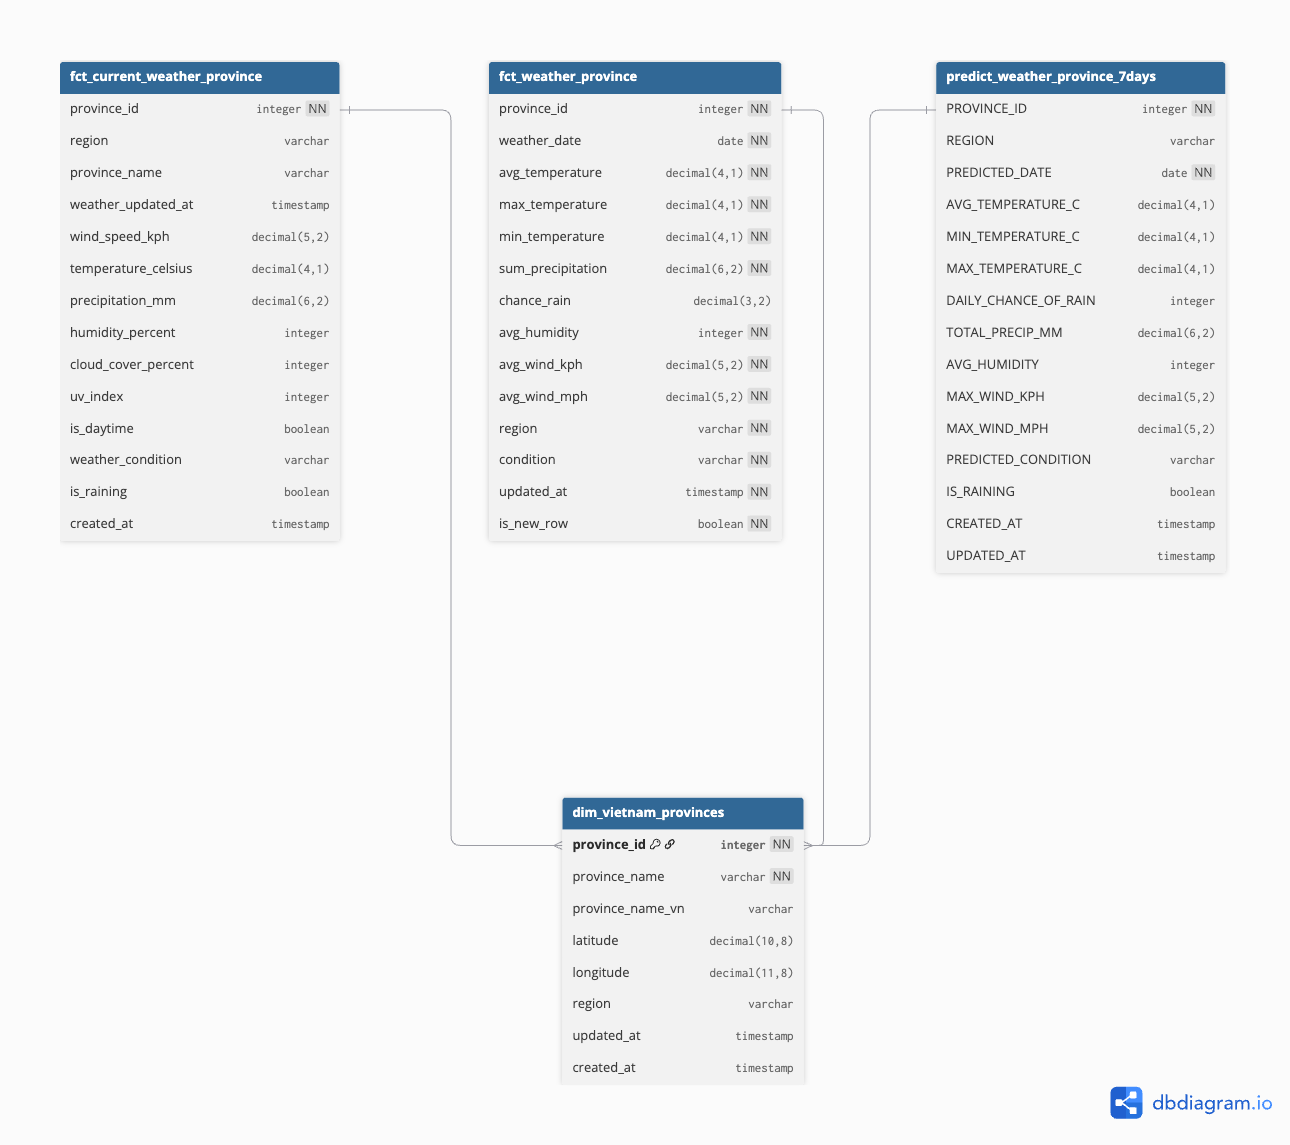 fct_current_weather_province
province_id integer NN
region varchar
province_name varchar
weather_updated_at timestamp
wind_speed_kph decimal(5,2)
temperature_celsius decimal(4,1)
precipitation_mm decimal(6,2)
humidity_percent integer
cloud_cover_percent integer
uv_index integer
is_daytime boolean
weather_condition varchar
is_raining boolean
created_at timestamp
fct_weather_province
province_id integer NN
weather_date date NN
avg_temperature decimal(4,1) NN
max_temperature decimal(4,1) NN
min_temperature decimal(4,1) NN
sum_precipitation decimal(6,2) NN
chance_rain decimal(3,2)
avg_humidity integer NN
avg_wind_kph decimal(5,2) NN
avg_wind_mph decimal(5,2) NN
region varchar NN
condition varchar NN
updated_at timestamp NN
is_new_row boolean NN
predict_weather_province_7days
PROVINCE_ID integer NN
REGION varchar
PREDICTED_DATE date NN
AVG_TEMPERATURE_C decimal(4,1)
MIN_TEMPERATURE_C decimal(4,1)
MAX_TEMPERATURE_C decimal(4,1)
DAILY_CHANCE_OF_RAIN integer
TOTAL_PRECIP_MM decimal(6,2)
AVG_HUMIDITY integer
MAX_WIND_KPH decimal(5,2)
MAX_WIND_MPH decimal(5,2)
PREDICTED_CONDITION varchar
IS_RAINING boolean
CREATED_AT timestamp
UPDATED_AT timestamp
dim_vietnam_provinces
province_id integer NN
province_name varchar NN
province_name_vn varchar
latitude decimal(10,8)
longitude decimal(11,8)
region varchar
updated_at timestamp
created_at timestamp
dbdiagram.io